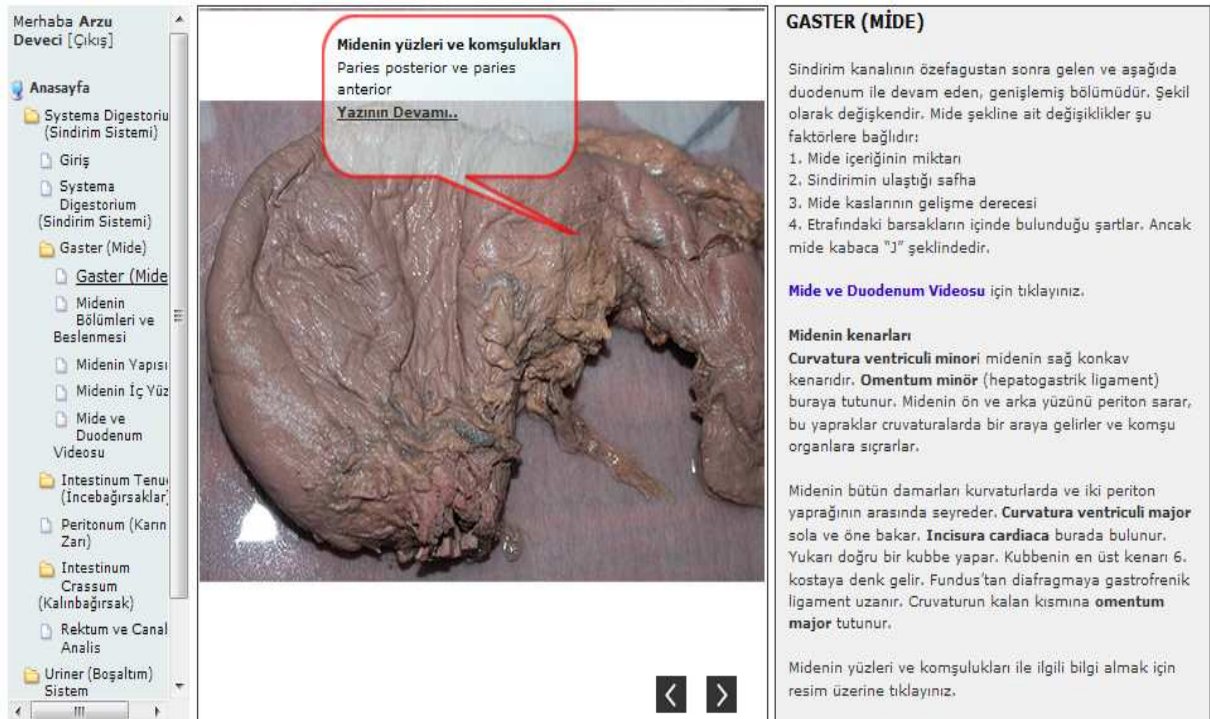 Merhaba Arzu
Deveci [Çıkış]
Anasayfa
Systema Digestoriu
(Sindirim Sistemi)
Giriş
Systema
Digestorium
(Sindirim Sistemi)
Gaster (Mide)
Gaster (Mide
Midenin
Bölümleri ve
Beslenmesi
Midenin Yapısı
Midenin İç Yüz
Mide ve
Duodenum
Videosu
Intestinum Tenu
(İncebağırsaklar)
Peritonum (Karın
Zarı)
Intestinum
Crassum
(Kalınbağırsak)
Rektum ve Canal
Analis
Uriner (Boşaltım)
Sistem
Midenin yüzleri ve komşulukları
Paries posterior ve paries
anterior
Yazının Devamı..
GASTER (MİDE)
Sindirim kanalının özefagustan sonra gelen ve aşağıda
duodenum ile devam eden, genişlemiş bölümüdür. Şekil
olarak değişkendir. Mide şekline ait değişiklikler şu
faktörlere bağlıdır:
1. Mide içeriğinin miktarı
2. Sindirimin ulaştığı safha
3. Mide kaslarının gelişme derecesi
4. Etrafındaki barsakların içinde bulunduğu şartlar. Ancak
mide kabaca "J" şeklindedir.
Mide ve Duodenum Videosu için tıklayınız.
Midenin kenarları
Curvatura ventriculi minori midenin sağ konkav
kenarıdır. Omentum minör (hepatogastrik ligament)
buraya tutunur. Midenin ön ve arka yüzünü periton sarar,
bu yapraklar cruvaturalarda bir araya gelirler ve komşu
organlara sıçrarlar.
Midenin bütün damarları kurvaturlarda ve iki periton
yaprağının arasında seyreder. Curvatura ventriculi major
sola ve öne bakar. Incisura cardiaca burada bulunur.
Yukarı doğru bir kubbe yapar. Kubbenin en üst kenarı 6.
kostaya denk gelir. Fundus'tan diafragmaya gastrofrenik
ligament uzanır. Cruvaturun kalan kısmına omentum
major tutunur.
Midenin yüzleri ve komşulukları ile ilgili bilgi almak için
resim üzerine tıklayınız.